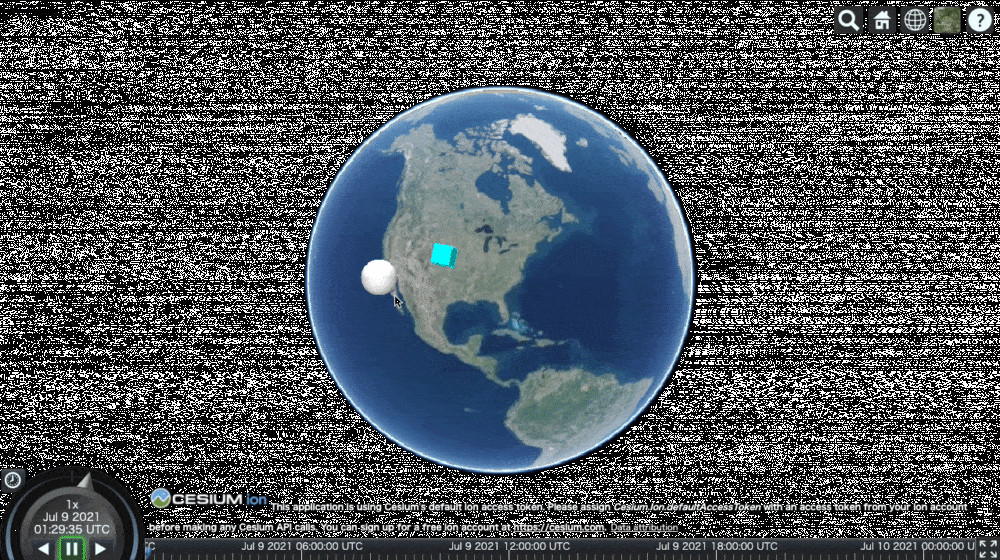 ?
CESIUM ion This application is using Cesium's default ion access token. Please assign Cesium.Ion.defaultAccessToken with an access token from your ion account
before making any Cesium API calls. You can sign up for a free ion account at https://cesium.com. Data attribution
1x
Jul 9 2021
01:29:35 UTC
Jul 9 2021 06:00:00 UTC Jul 9 2021 12:00:00 UTC Jul 9 2021 18:00:00 UTC Jul 10 2021 00:00:00 U